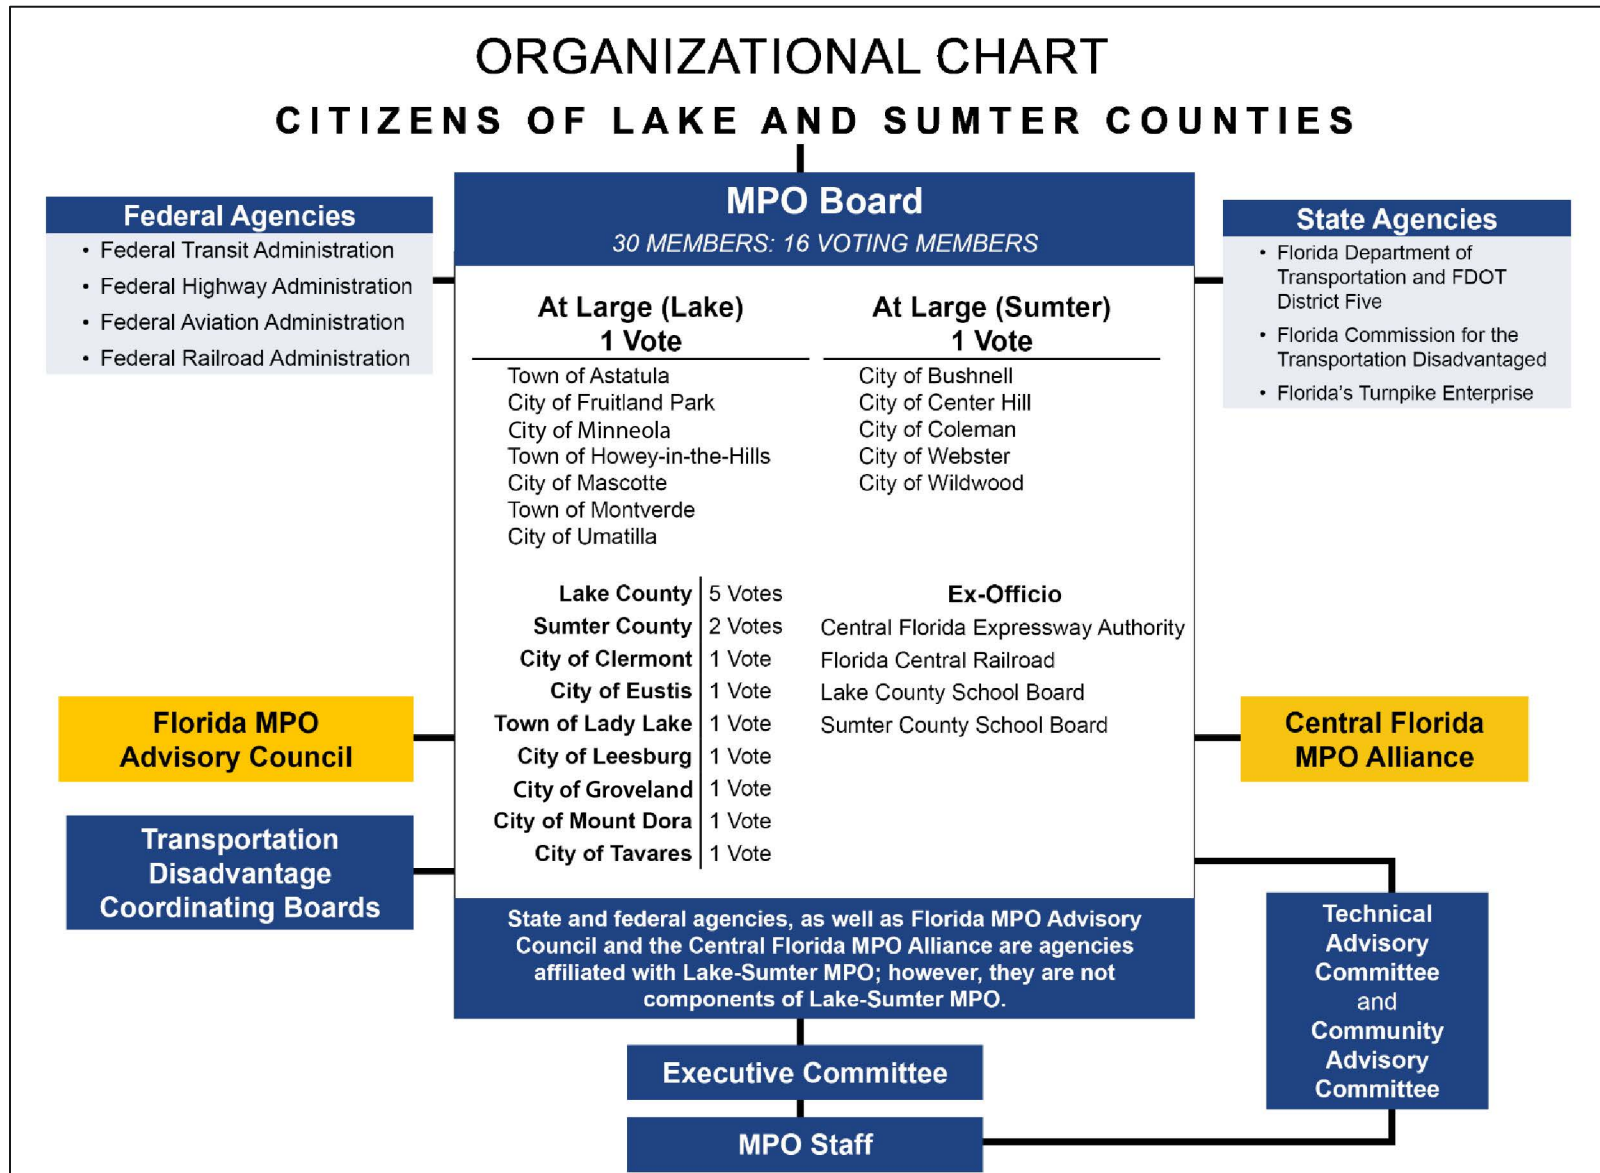 ORGANIZATIONAL CHART
CITIZENS OF LAKE AND SUMTER COUNTIES
Federal Agencies
• Federal Transit Administration
• Federal Highway Administration
• Federal Aviation Administration
• Federal Railroad Administration
MPO Board
30 MEMBERS: 16 VOTING MEMBERS
At Large (Lake)
1 Vote
Town of Astatula
City of Fruitland Park
City of Minneola
Town of Howey-in-the-Hills
City of Mascotte
Town of Montverde
City of Umatilla
At Large (Sumter)
1 Vote
City of Bushnell
City of Center Hill
City of Coleman
City of Webster
City of Wildwood
Lake County 5 Votes
Sumter County 2 Votes
City of Clermont 1 Vote
City of Eustis 1 Vote
Town of Lady Lake 1 Vote
City of Leesburg 1 Vote
City of Groveland 1 Vote
City of Mount Dora 1 Vote
City of Tavares 1 Vote
Ex-Officio
Central Florida Expressway Authority
Florida Central Railroad
Lake County School Board
Sumter County School Board
State and federal agencies, as well as Florida MPO Advisory
Council and the Central Florida MPO Alliance are agencies
affiliated with Lake-Sumter MPO; however, they are not
components of Lake-Sumter MPO.
State Agencies
• Florida Department of
Transportation and FDOT
District Five
• Florida Commission for the
Transportation Disadvantaged
• Florida's Turnpike Enterprise
Florida MPO
Advisory Council
Central Florida
MPO Alliance
Transportation
Disadvantage
Coordinating Boards
Technical
Advisory
Committee
and
Community
Advisory
Committee
Executive Committee
MPO Staff